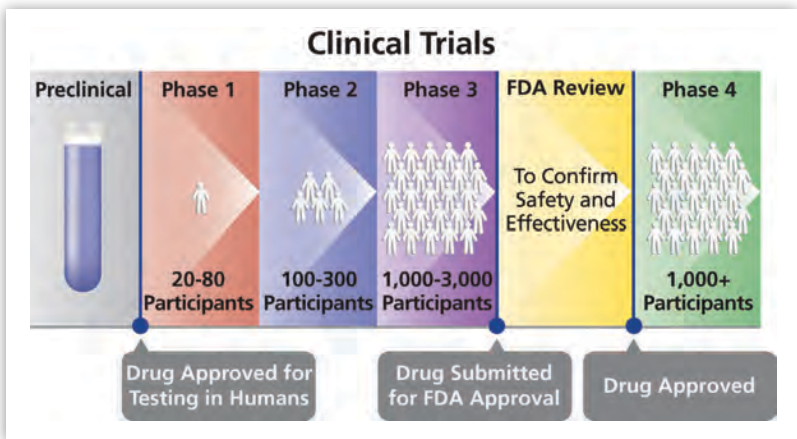 Clinical Trials
Preclinical
Phase 1
Phase 2
Phase 3
FDA Review
Phase 4
To Confirm
Safety and
Effectiveness
20-80
Participants
100-300
Participants
1,000-3,000
Participants
1,000+
Participants
Drug Approved for
Testing in Humans
Drug Submitted
for FDA Approval
Drug Approved